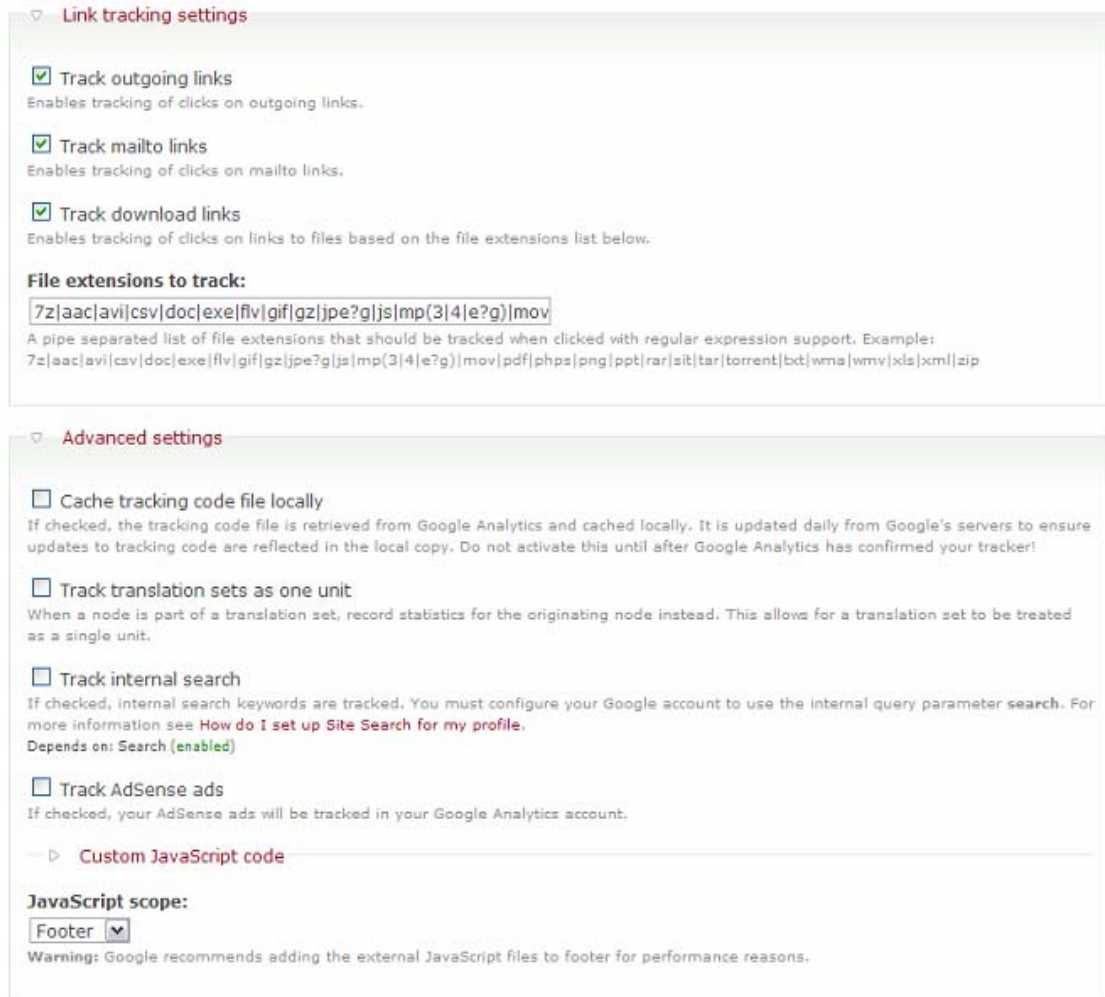 Link tracking settings
Track outgoing links
Enables tracking of clicks on outgoing links.
Track mailto links
Enables tracking of clicks on mailto links.
Track download links
Enables tracking of clicks on links to files based on the file extensions list below.
File extensions to track:
7z|aac|avi|csv|doc|exe|flv|gif|gz|jpe?g|js|mp(3|4|e?g)|mov
A pipe separated list of file extensions that should be tracked when clicked with regular expression support. Example:
7z|aac|avi|csv|doc|exe|flv|gif|gz|jpe?g|js|mp(3|4|e?g)|mov|pdf|phps|png|ppt|rar|sit|tar|torrent|txt|wma|wmv|xls|xml|zip
Advanced settings
Cache tracking code file locally
If checked, the tracking code file is retrieved from Google Analytics and cached locally. It is updated daily from Google's servers to ensure
updates to tracking code are reflected in the local copy. Do not activate this until after Google Analytics has confirmed your tracker!
Track translation sets as one unit
When a node is part of a translation set, record statistics for the originating node instead. This allows for a translation set to be treated
as a single unit.
Track internal search
If checked, internal search keywords are tracked. You must configure your Google account to use the internal query parameter search. For
more information see How do I set up Site Search for my profile.
Depends on: Search (enabled)
Track AdSense ads
If checked, your AdSense ads will be tracked in your Google Analytics account.
Custom JavaScript code
JavaScript scope:
Footer
Warning: Google recommends adding the external JavaScript files to footer for performance reasons.